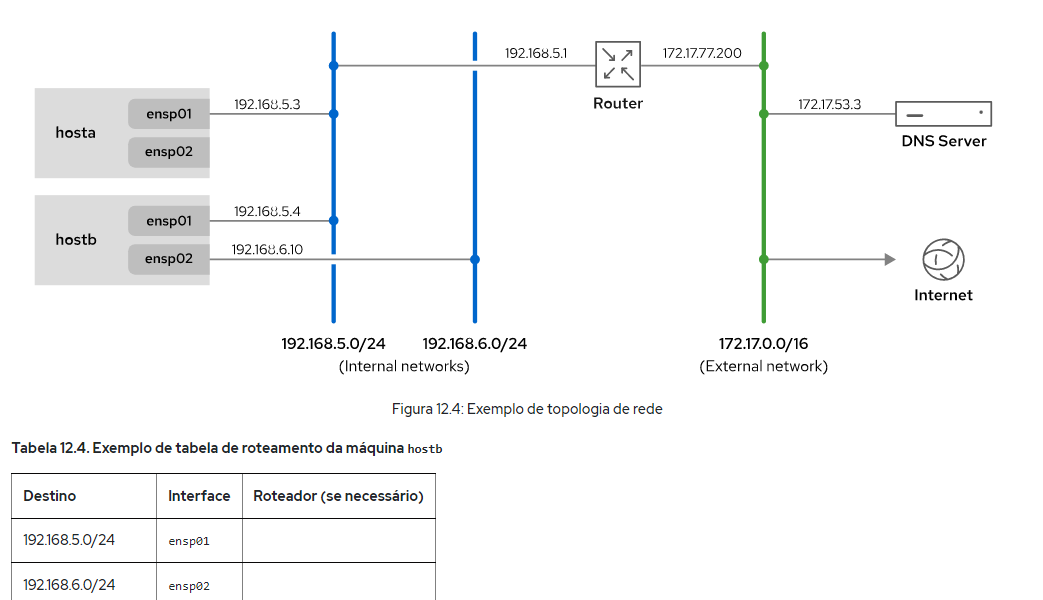 192.168.5.1
172.17.77.200
Router
192.168.5.3
172.17.53.3
hosta
ensp01
ensp02
DNS Server
192.168.5.4
hostb
ensp01
192.168.6.10
ensp02
Internet
192.168.5.0/24
192.168.6.0/24
172.17.0.0/16
(Internal networks)
(External network)
Figura 12.4: Exemplo de topologia de rede
Tabela 12.4. Exemplo de tabela de roteamento da máquina hostb
Destino Interface Roteador (se necessário)
192.168.5.0/24 ensp01
192.168.6.0/24 ensp02